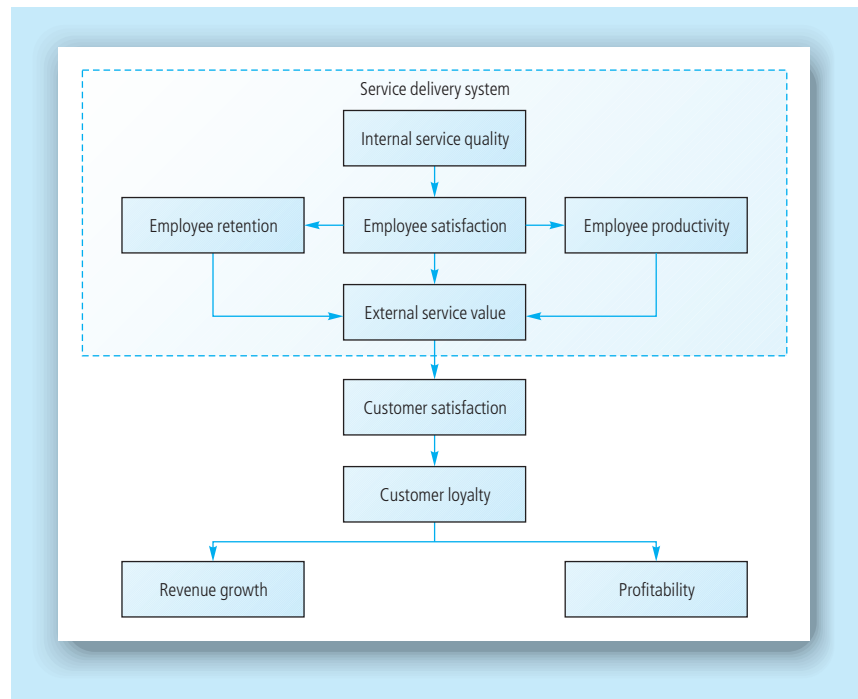 Service delivery system
Internal service quality
Employee retention
Employee satisfaction
Employee productivity
External service value
Customer satisfaction
Customer loyalty
Revenue growth
Profitability